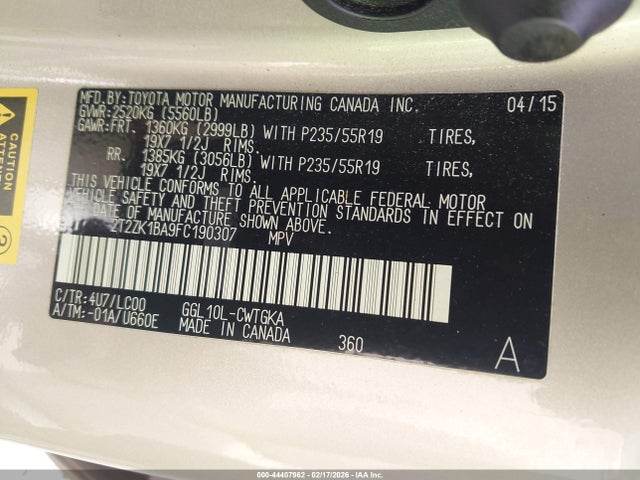 MFD.BY:TOYOTA MOTOR MANUFACTURING CANADA INC. 04/15
GVWR:2520KG (5560LB)
GAWR:FRT. 1360KG (2999LB) WITH P235/55R19 TIRES,
19X7 1/2J RIMS.
RR. 1385KG (3056LB) WITH P235/55R19 TIRES,
19X7 1/2J RIMS.
THIS VEHICLE CONFORMS TO ALL APPLICABLE FEDERAL MOTOR
VEHICLE SAFETY AND THEFT PREVENTION STANDARDS IN EFFECT ON
THE DATE OF MANUFACTURE SHOWN ABOVE.
2T2ZK1BA9FC190307 MPV
C/TR:4U7/LC00 GGL10L-CWTGKA
A/TM:-01A/U660E MADE IN CANADA 360
A
CAUTION
2
000-44407962 - 02/17/2026 - IAAI.COM